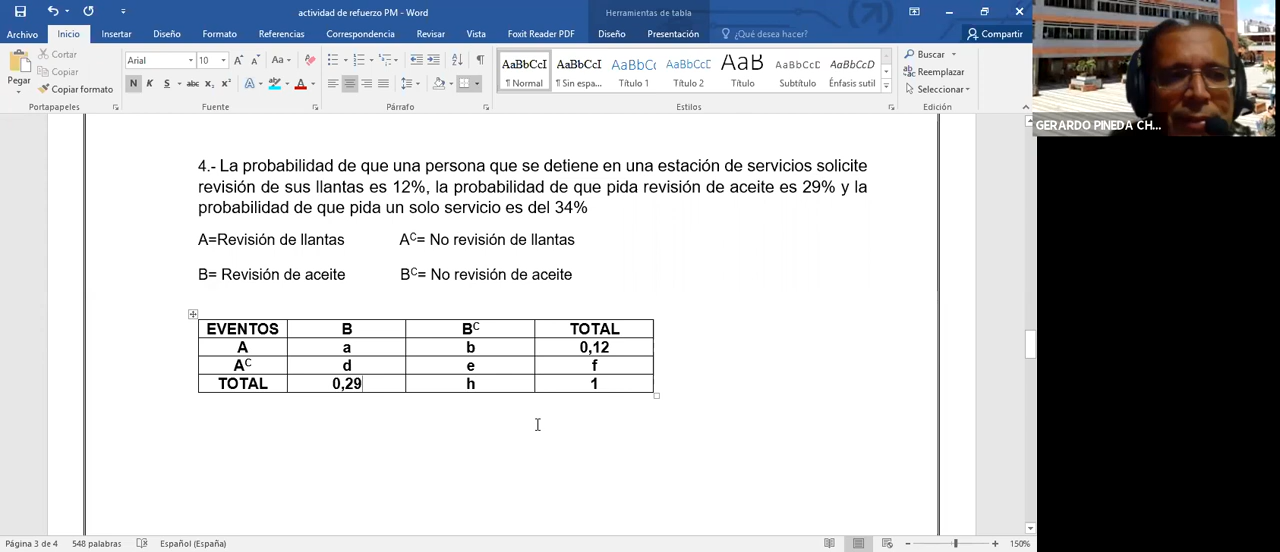 actividad de refuerzo PM - Word
Herramientas de tabla
Archivo Inicio Insertar Diseño Formato Referencias Correspondencia Revisar Vista Foxit Reader PDF Diseño Presentación ¿Qué desea hacer? Compartir
Pegar
Cortar
Copiar
Copiar formato
Portapapeles
Arial 10
N K S abc x₂ x²
Fuente
Párrafo
AaBbCcI AaBbCcI AaBbCc AaBbCcI AaB AaBbCcI AaBbCcD
¶ Normal ¶ Sin espa... Título 1 Título 2 Título Subtítulo Énfasis sutil
Estilos
Buscar
Reemplazar
Seleccionar
Edición
GERARDO PINEDA CH...
4.- La probabilidad de que una persona que se detiene en una estación de servicios solicite
revisión de sus llantas es 12%, la probabilidad de que pida revisión de aceite es 29% y la
probabilidad de que pida un solo servicio es del 34%
A=Revisión de llantas Aᶜ= No revisión de llantas
B= Revisión de aceite Bᶜ= No revisión de aceite
EVENTOS B Bᶜ TOTAL
A a b 0,12
Aᶜ d e f
TOTAL 0,29 h 1
Página 3 de 4 548 palabras Español (España) 150%